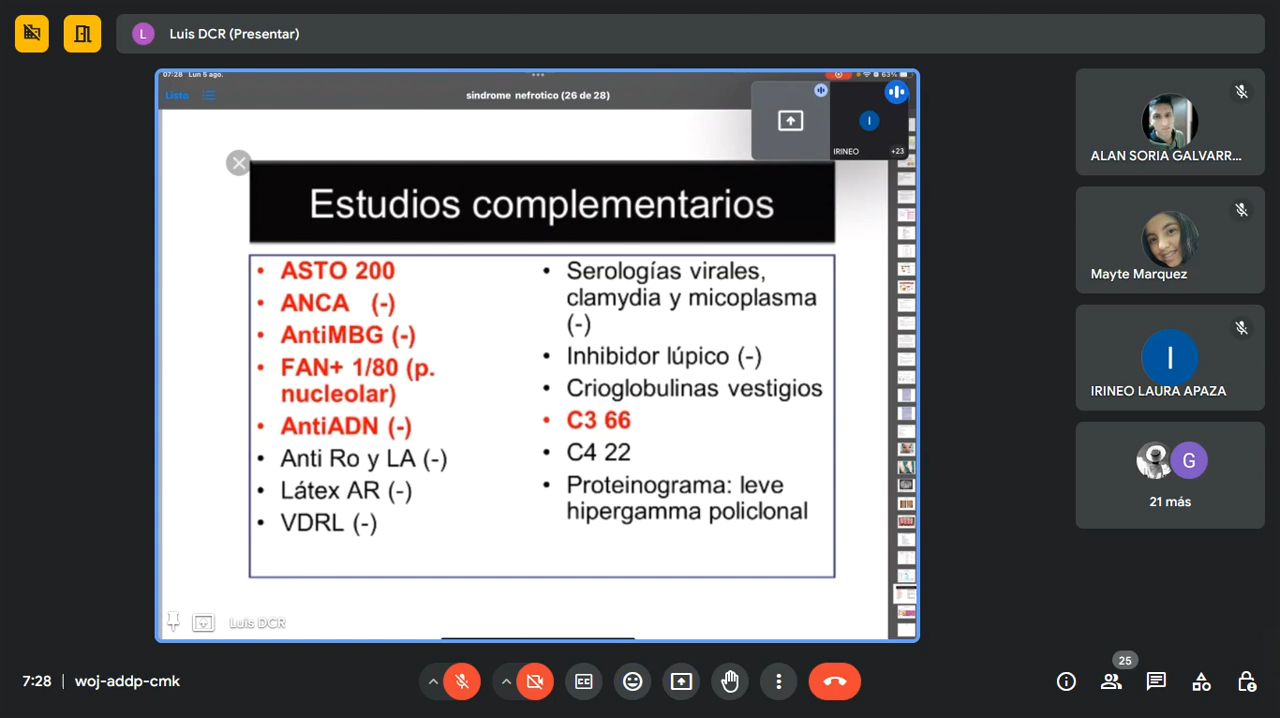 L
Luis DCR (Presentar)
07:28 Lun 5 ago.
63%
Listo
sindrome nefrotico (26 de 28)
I
IRINEO
+23
Estudios complementarios
• ASTO 200
• ANCA (-)
• AntiMBG (-)
• FAN+ 1/80 (p.
nucleolar)
• AntiADN (-)
• Anti Ro y LA (-)
• Látex AR (-)
• VDRL (-)
• Serologías virales,
clamydia y micoplasma
(-)
• Inhibidor lúpico (-)
• Crioglobulinas vestigios
• C3 66
• C4 22
• Proteinograma: leve
hipergamma policlonal
Luis DCR
ALAN SORIA GALVARR...
Mayte Marquez
I
IRINEO LAURA APAZA
G
21 más
7:28 | woj-addp-cmk
CC
25